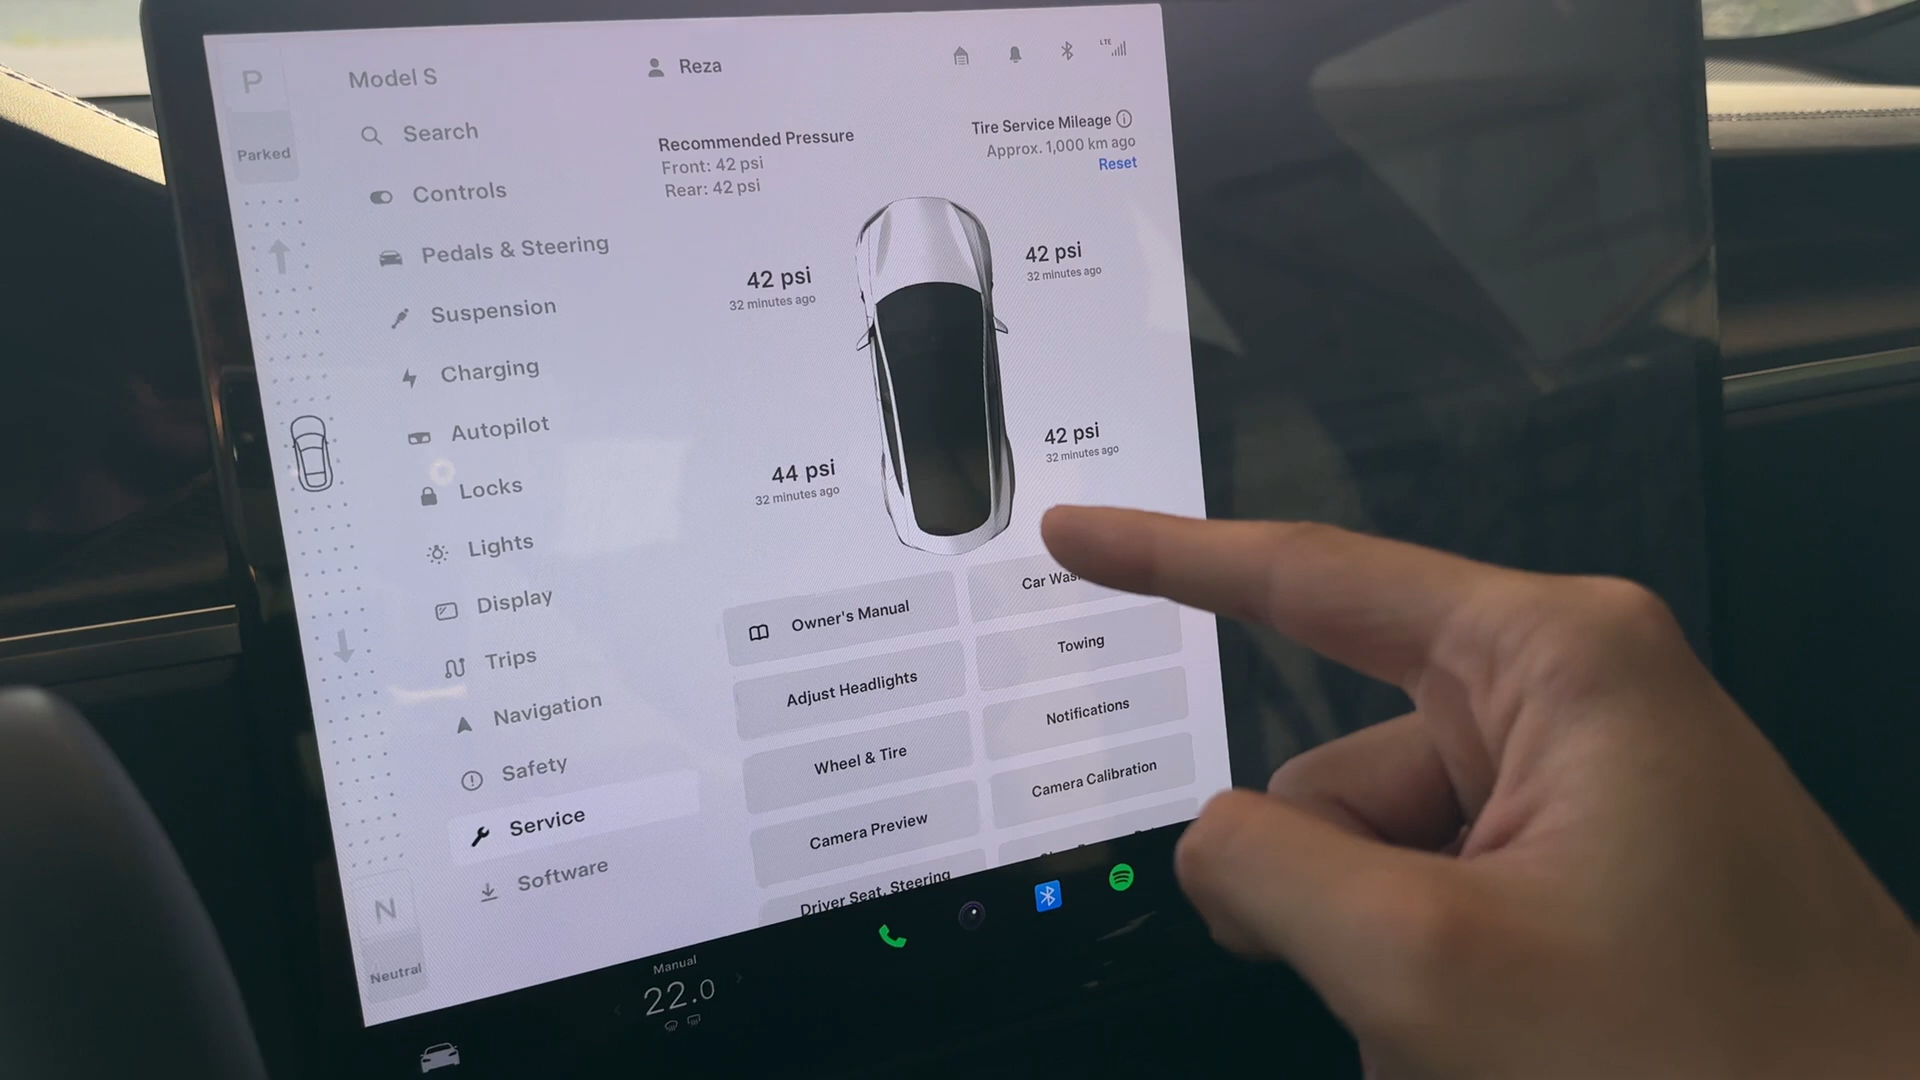 P
Parked
Model S
Reza
LTE
Search
Controls
Pedals & Steering
Suspension
Charging
Autopilot
Locks
Lights
Display
Trips
Navigation
Safety
Service
Software
N
Neutral
Recommended Pressure
Front: 42 psi
Rear: 42 psi
Tire Service Mileage
Approx. 1,000 km ago
Reset
42 psi
32 minutes ago
42 psi
32 minutes ago
44 psi
32 minutes ago
42 psi
32 minutes ago
Owner's Manual
Car Was
Adjust Headlights
Towing
Wheel & Tire
Notifications
Camera Preview
Camera Calibration
Driver Seat, Steering
Manual
22.0